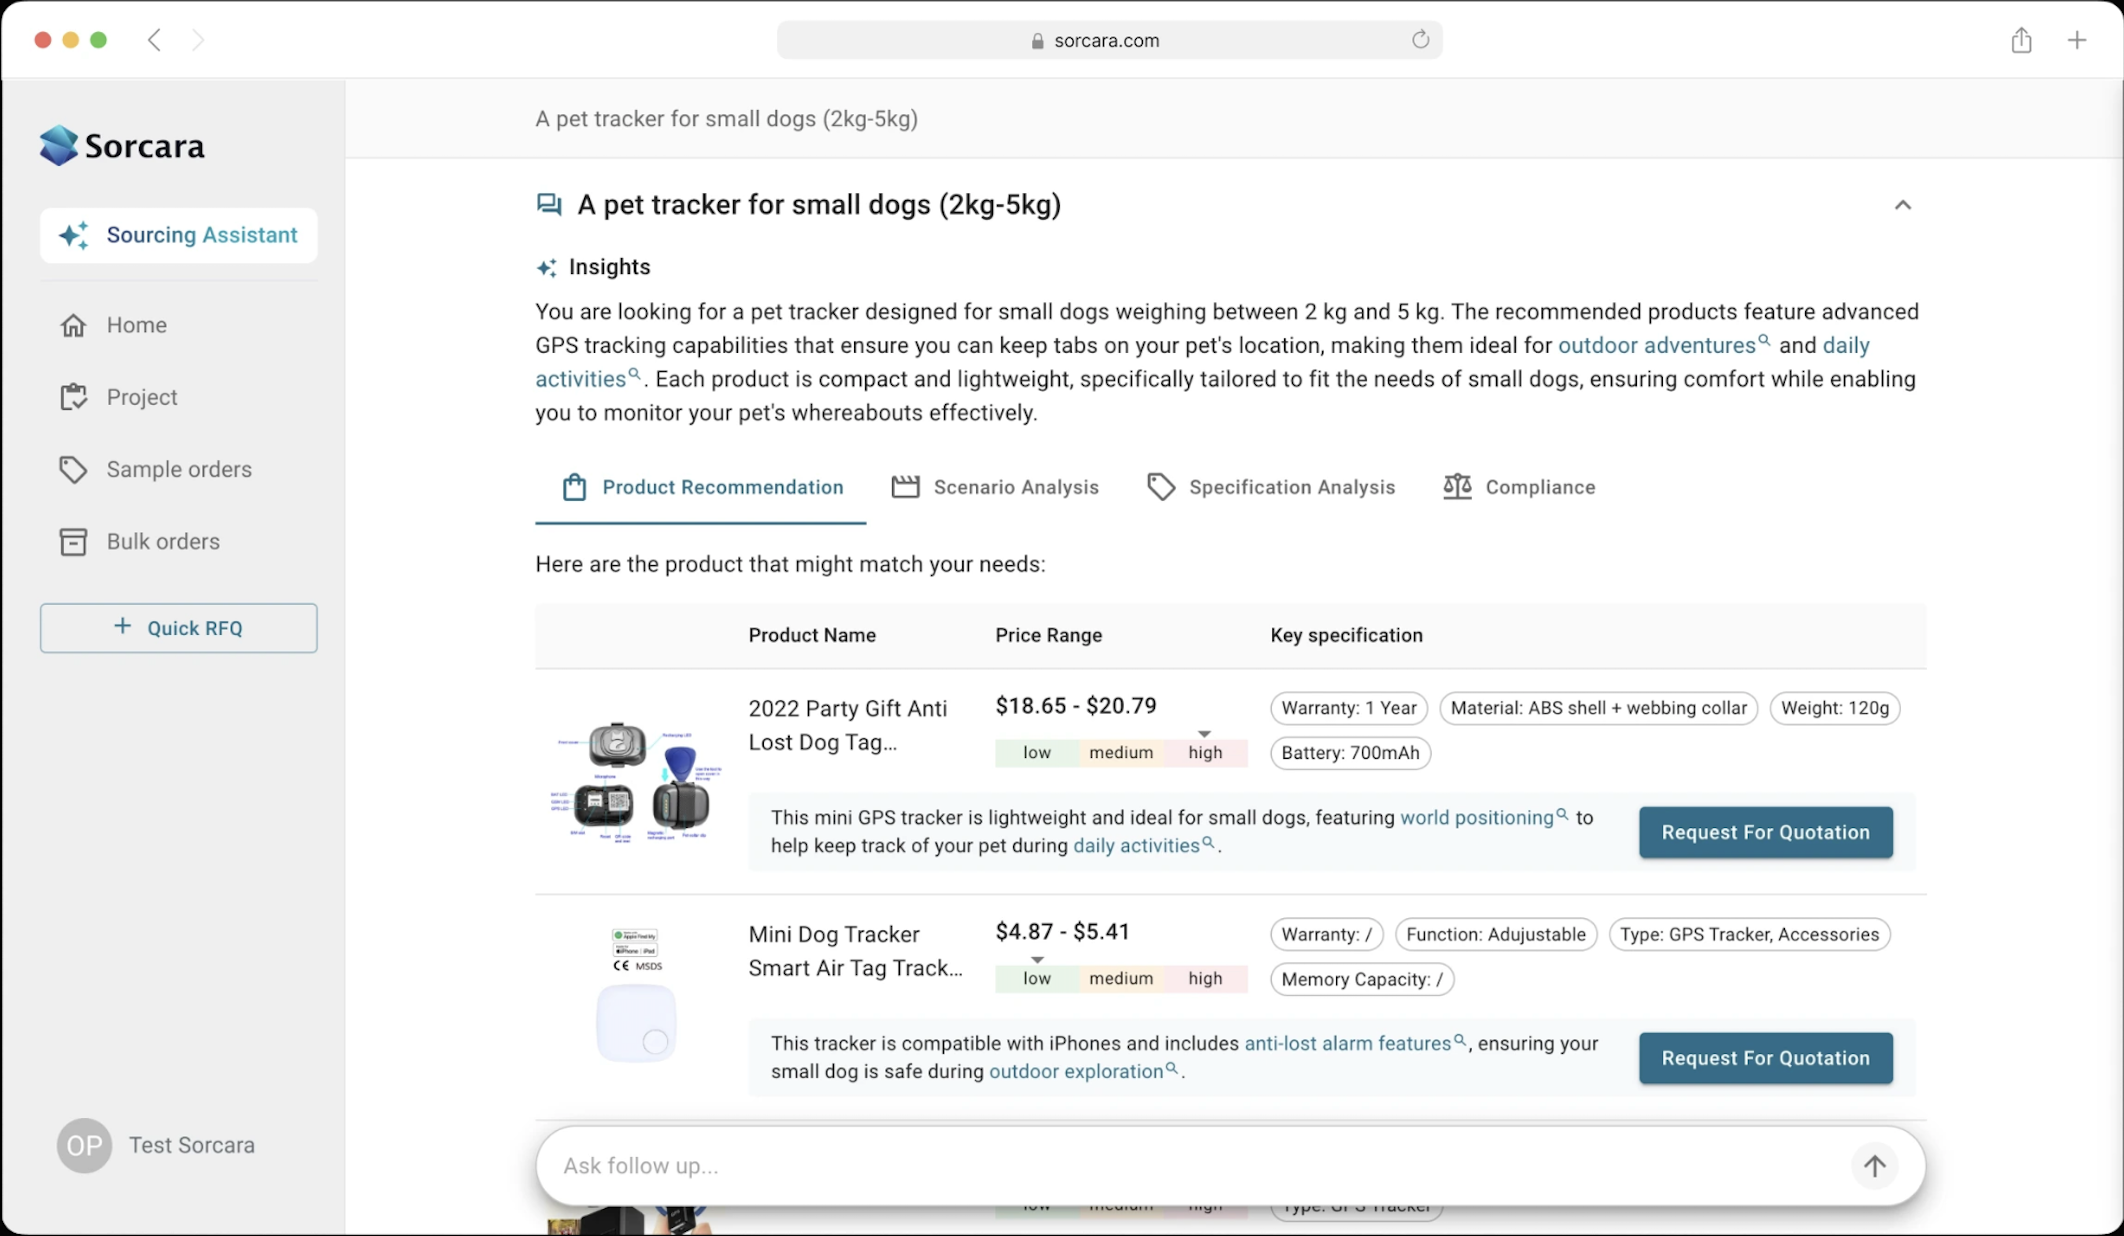 sorcara.com
Sorcara
Sourcing Assistant
Home
Project
Sample orders
Bulk orders
+ Quick RFQ
OP Test Sorcara
A pet tracker for small dogs (2kg-5kg)
A pet tracker for small dogs (2kg-5kg)
Insights
You are looking for a pet tracker designed for small dogs weighing between 2 kg and 5 kg. The recommended products feature advanced
GPS tracking capabilities that ensure you can keep tabs on your pet's location, making them ideal for outdoor adventures and daily
activities. Each product is compact and lightweight, specifically tailored to fit the needs of small dogs, ensuring comfort while enabling
you to monitor your pet's whereabouts effectively.
Product Recommendation Scenario Analysis Specification Analysis Compliance
Here are the product that might match your needs:
Product Name Price Range Key specification
2022 Party Gift Anti
Lost Dog Tag...
$18.65 - $20.79
low medium high
Warranty: 1 Year Material: ABS shell + webbing collar Weight: 120g
Battery: 700mAh
This mini GPS tracker is lightweight and ideal for small dogs, featuring world positioning to
help keep track of your pet during daily activities.
Request For Quotation
CE MSDS
Mini Dog Tracker
Smart Air Tag Track...
$4.87 - $5.41
low medium high
Warranty: / Function: Adujustable Type: GPS Tracker, Accessories
Memory Capacity: /
This tracker is compatible with iPhones and includes anti-lost alarm features, ensuring your
small dog is safe during outdoor exploration.
Request For Quotation
Ask follow up...
low medium high
Type: GPS Tracker